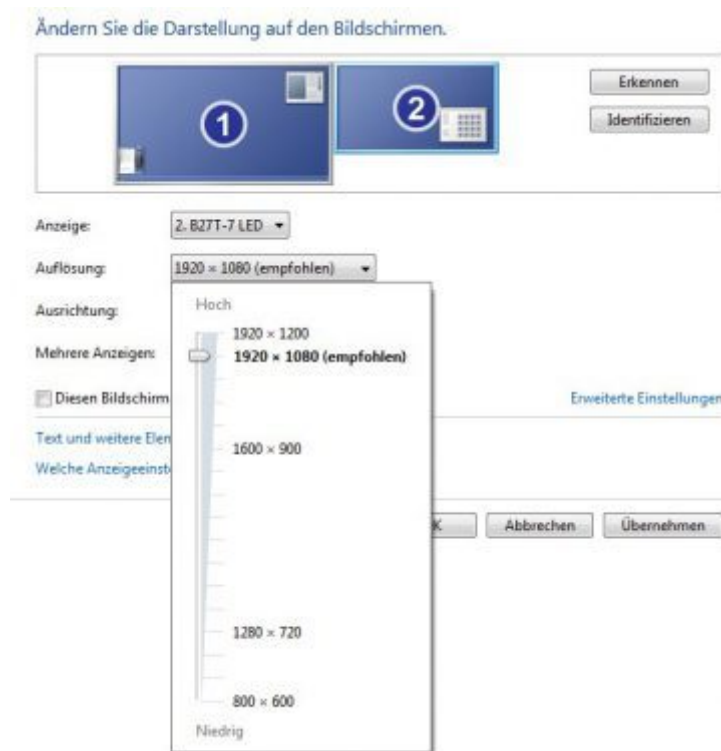 Ändern Sie die Darstellung auf den Bildschirmen.
1
2
Erkennen
Identifizieren
Anzeige:
2. B27T-7 LED
Auflösung:
1920 × 1080 (empfohlen)
Ausrichtung:
Mehrere Anzeigen:
Hoch
1920 × 1200
1920 × 1080 (empfohlen)
1600 × 900
1280 × 720
800 × 600
Niedrig
Diesen Bildschirm
Erweiterte Einstellungen
Text und weitere Elem
Welche Anzeigeeinste
K
Abbrechen
Übernehmen